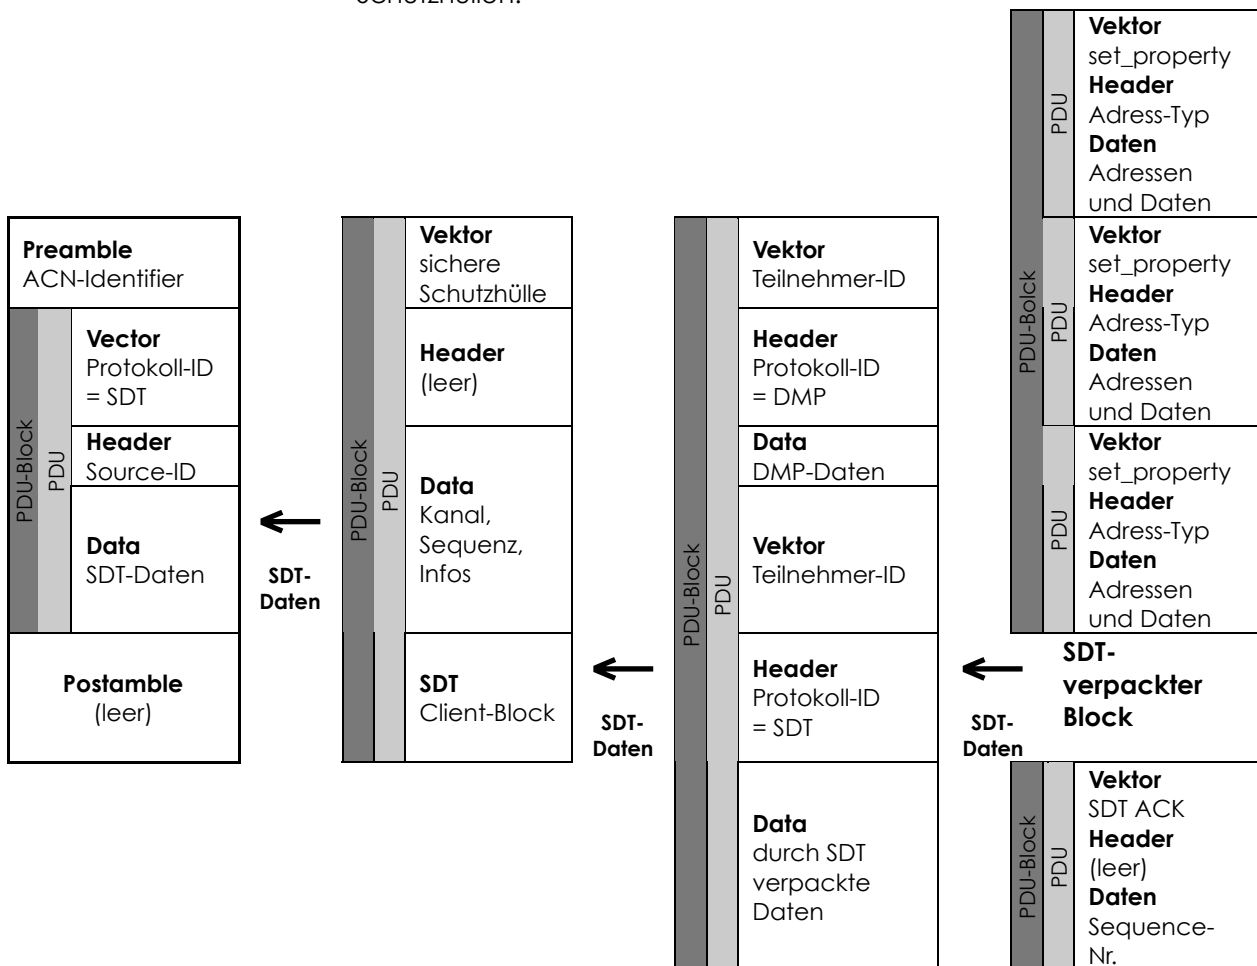 Schutzhüllen.
Preamble
ACN-Identifier
PDU-Block
PDU
Vector
Protokoll-ID
= SDT
Header
Source-ID
Data
SDT-Daten
Postamble
(leer)
SDT-
Daten
PDU-Block
PDU
Vektor
sichere
Schutzhülle
Header
(leer)
Data
Kanal,
Sequenz,
Infos
SDT
Client-Block
SDT-
Daten
PDU-Block
PDU
Vektor
Teilnehmer-ID
Header
Protokoll-ID
= DMP
Data
DMP-Daten
Vektor
Teilnehmer-ID
Header
Protokoll-ID
= SDT
Data
durch SDT
verpackte
Daten
SDT-
Daten
PDU-Bolck
PDU
Vektor
set_property
Header
Adress-Typ
Daten
Adressen
und Daten
PDU
Vektor
set_property
Header
Adress-Typ
Daten
Adressen
und Daten
PDU
Vektor
set_property
Header
Adress-Typ
Daten
Adressen
und Daten
SDT-
verpackter
Block
PDU-Block
PDU
Vektor
SDT ACK
Header
(leer)
Daten
Sequence-
Nr.